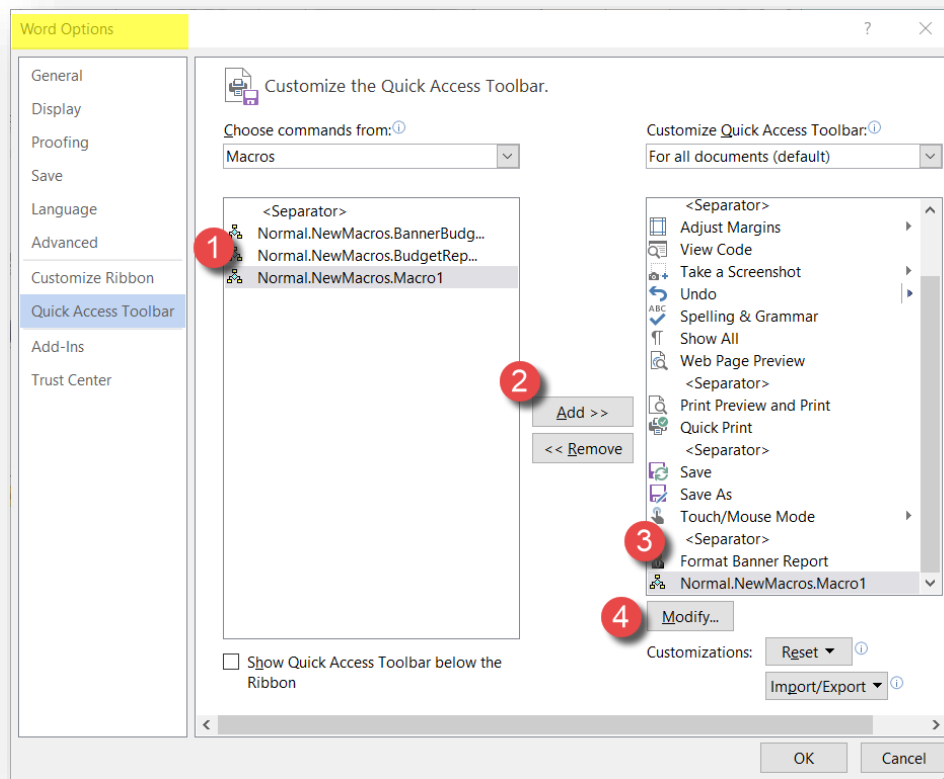 Word Options
?
General
Display
Proofing
Save
Language
Advanced
Customize Ribbon
Quick Access Toolbar
Add-Ins
Trust Center
Customize the Quick Access Toolbar.
Choose commands from:
Macros
<Separator>
Normal.NewMacros.BannerBudg...
Normal.NewMacros.BudgetRep...
Normal.NewMacros.Macro1
1
2
Add >>
<< Remove
Show Quick Access Toolbar below the
Ribbon
Customize Quick Access Toolbar:
For all documents (default)
<Separator>
Adjust Margins
View Code
Take a Screenshot
Undo
ABC
Spelling & Grammar
Show All
Web Page Preview
<Separator>
Print Preview and Print
Quick Print
<Separator>
Save
Save As
Touch/Mouse Mode
<Separator>
3
Format Banner Report
Normal.NewMacros.Macro1
4
Modify...
Customizations:
Reset
Import/Export
OK
Cancel